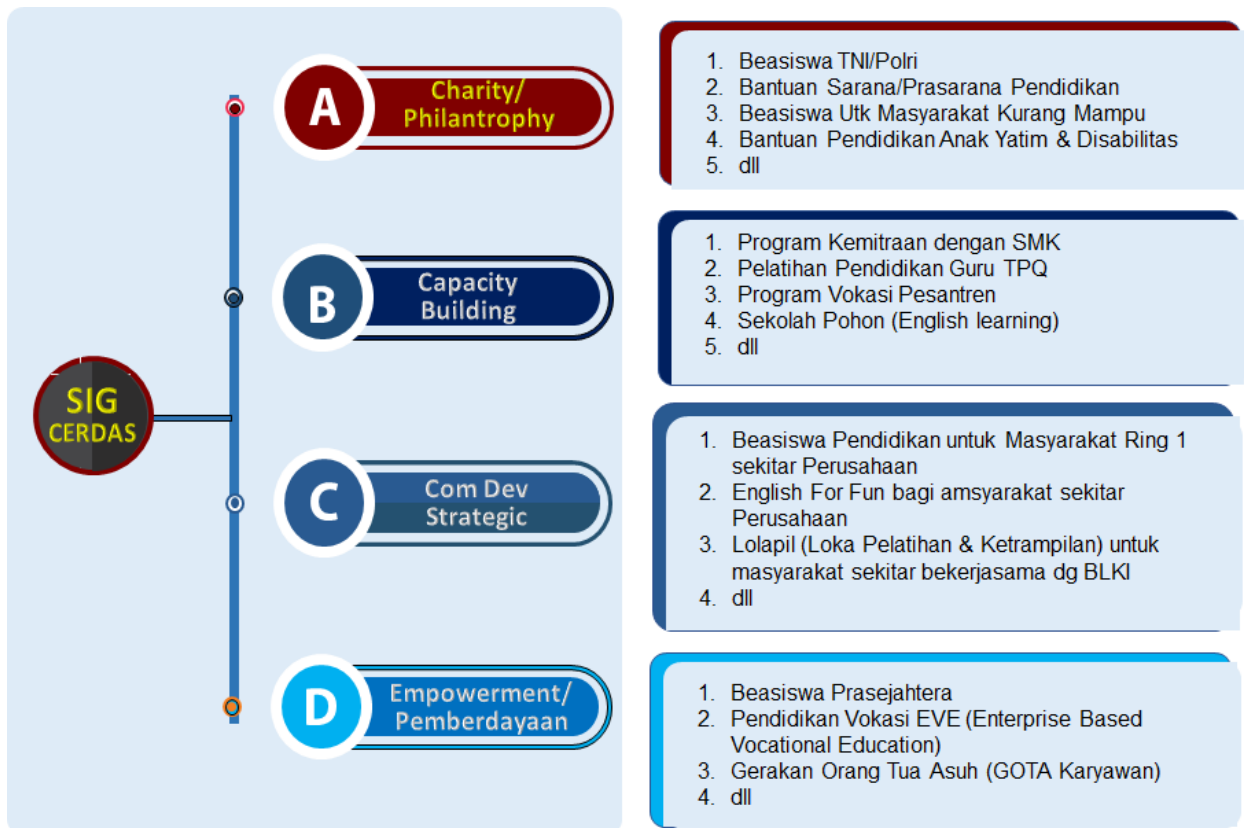 SIG
CERDAS
A
Charity/
Philantrophy
1. Beasiswa TNI/Polri
2. Bantuan Sarana/Prasarana Pendidikan
3. Beasiswa Utk Masyarakat Kurang Mampu
4. Bantuan Pendidikan Anak Yatim & Disabilitas
5. dll
B
Capacity
Building
1. Program Kemitraan dengan SMK
2. Pelatihan Pendidikan Guru TPQ
3. Program Vokasi Pesantren
4. Sekolah Pohon (English learning)
5. dll
C
Com Dev
Strategic
1. Beasiswa Pendidikan untuk Masyarakat Ring 1
sekitar Perusahaan
2. English For Fun bagi amsyarakat sekitar
Perusahaan
3. Lolapil (Loka Pelatihan & Ketrampilan) untuk
masyarakat sekitar bekerjasama dg BLKI
4. dll
D
Empowerment/
Pemberdayaan
1. Beasiswa Prasejahtera
2. Pendidikan Vokasi EVE (Enterprise Based
Vocational Education)
3. Gerakan Orang Tua Asuh (GOTA Karyawan)
4. dll